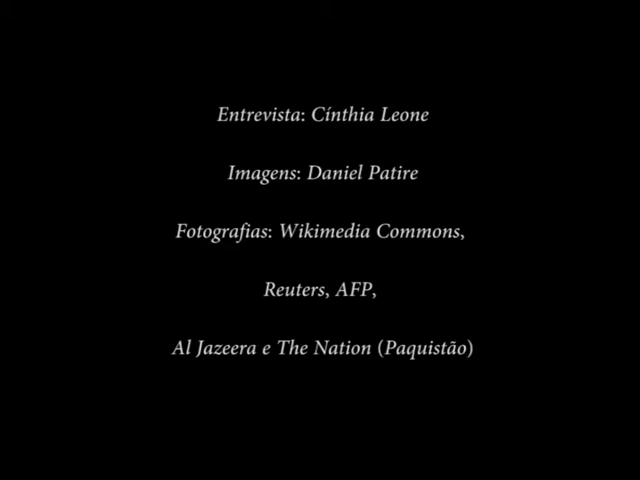 Entrevista: Cínthia Leone
Imagens: Daniel Patire
Fotografias: Wikimedia Commons,
Reuters, AFP,
Al Jazeera e The Nation (Paquistão)